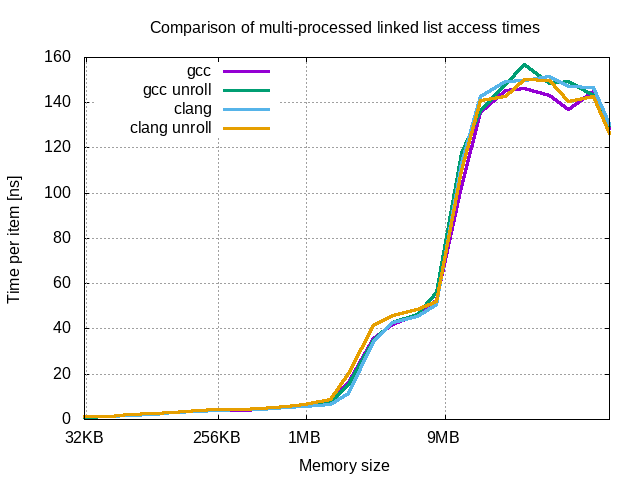 Comparison of multi-processed linked list access times
Time per item [ns]
160
140
120
100
80
60
40
20
0
gcc
gcc unroll
clang
clang unroll
32KB 256KB 1MB 9MB
Memory size